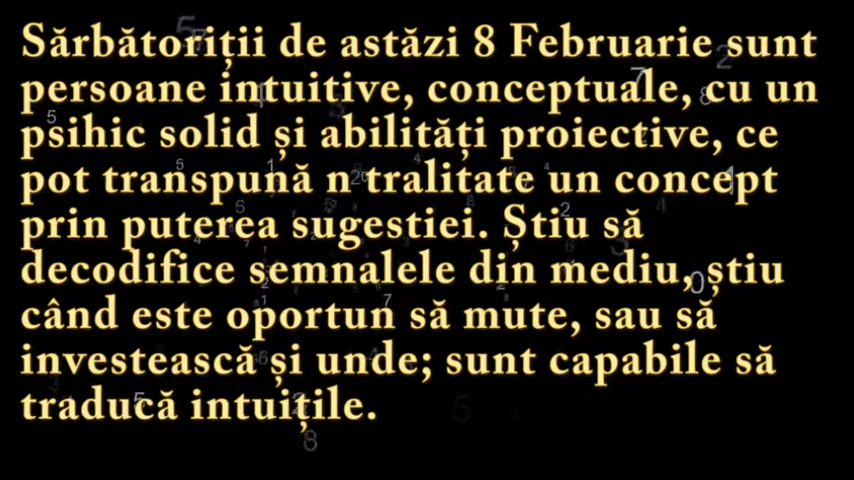 Sărbătoriții de astăzi 8 Februarie sunt
persoane intuitive, conceptuale, cu un
psihic solid și abilități proiective, ce
pot transpună n tralitate un concept
prin puterea sugestiei. Știu să
decodifice semnalele din mediu, știu
când este oportun să mute, sau să
investească și unde; sunt capabile să
traducă intuițile.